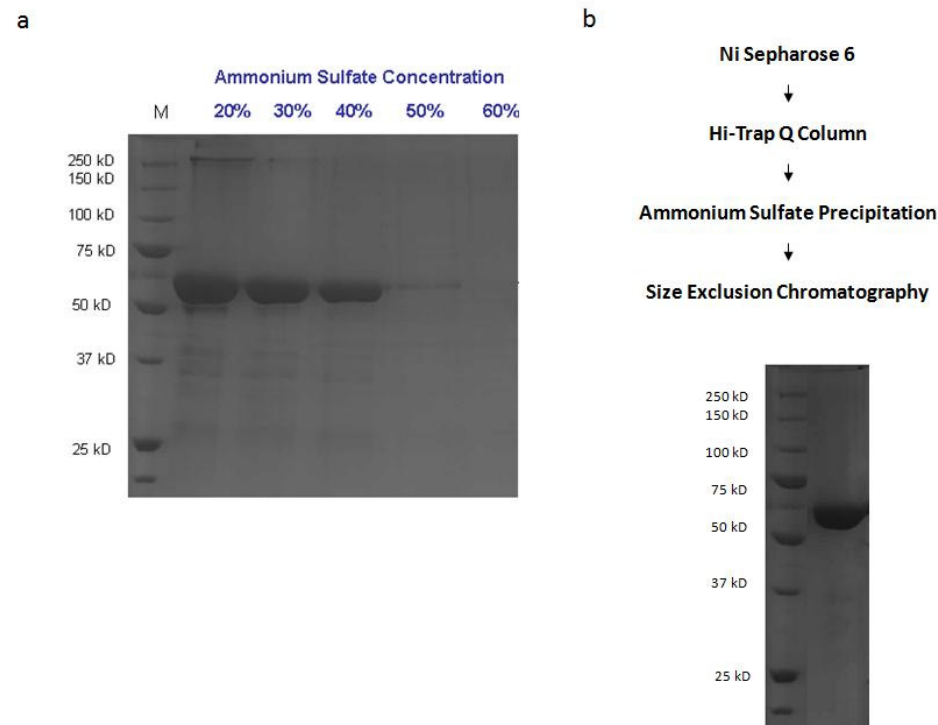 a
Ammonium Sulfate Concentration
M 20% 30% 40% 50% 60%
250 kD
150 kD
100 kD
75 kD
50 kD
37 kD
25 kD
b
Ni Sepharose 6
Hi-Trap Q Column
Ammonium Sulfate Precipitation
Size Exclusion Chromatography
250 kD
150 kD
100 kD
75 kD
50 kD
37 kD
25 kD